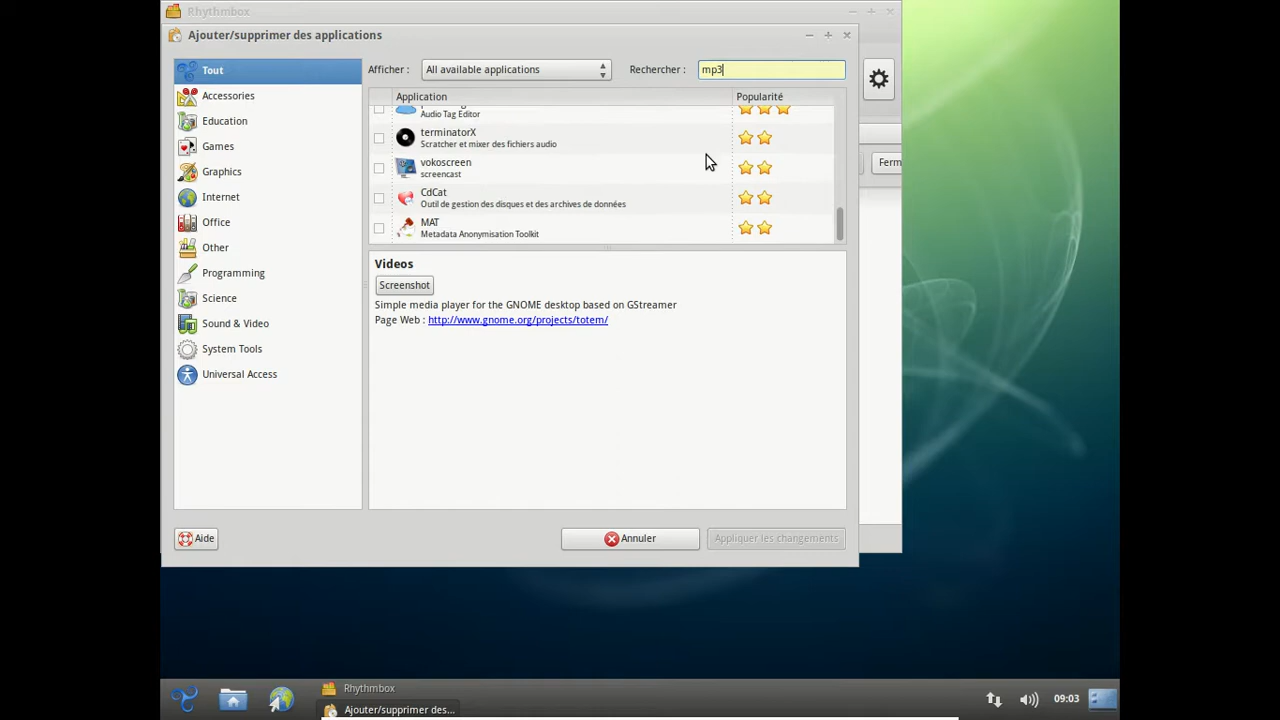 Rhythmbox
Ajouter/supprimer des applications
Tout
Accessories
Education
Games
Graphics
Internet
Office
Other
Programming
Science
Sound & Video
System Tools
Universal Access
Afficher :
All available applications
Rechercher :
mp3
Application
Popularité
Audio Tag Editor
terminatorX
Scratcher et mixer des fichiers audio
vokoscreen
screencast
CdCat
Outil de gestion des disques et des archives de données
MAT
Metadata Anonymisation Toolkit
Ferm
Videos
Screenshot
Simple media player for the GNOME desktop based on GStreamer
Page Web : http://www.gnome.org/projects/totem/
Aide
Annuler
Appliquer les changements
Rhythmbox
Ajouter/supprimer des...
09:03